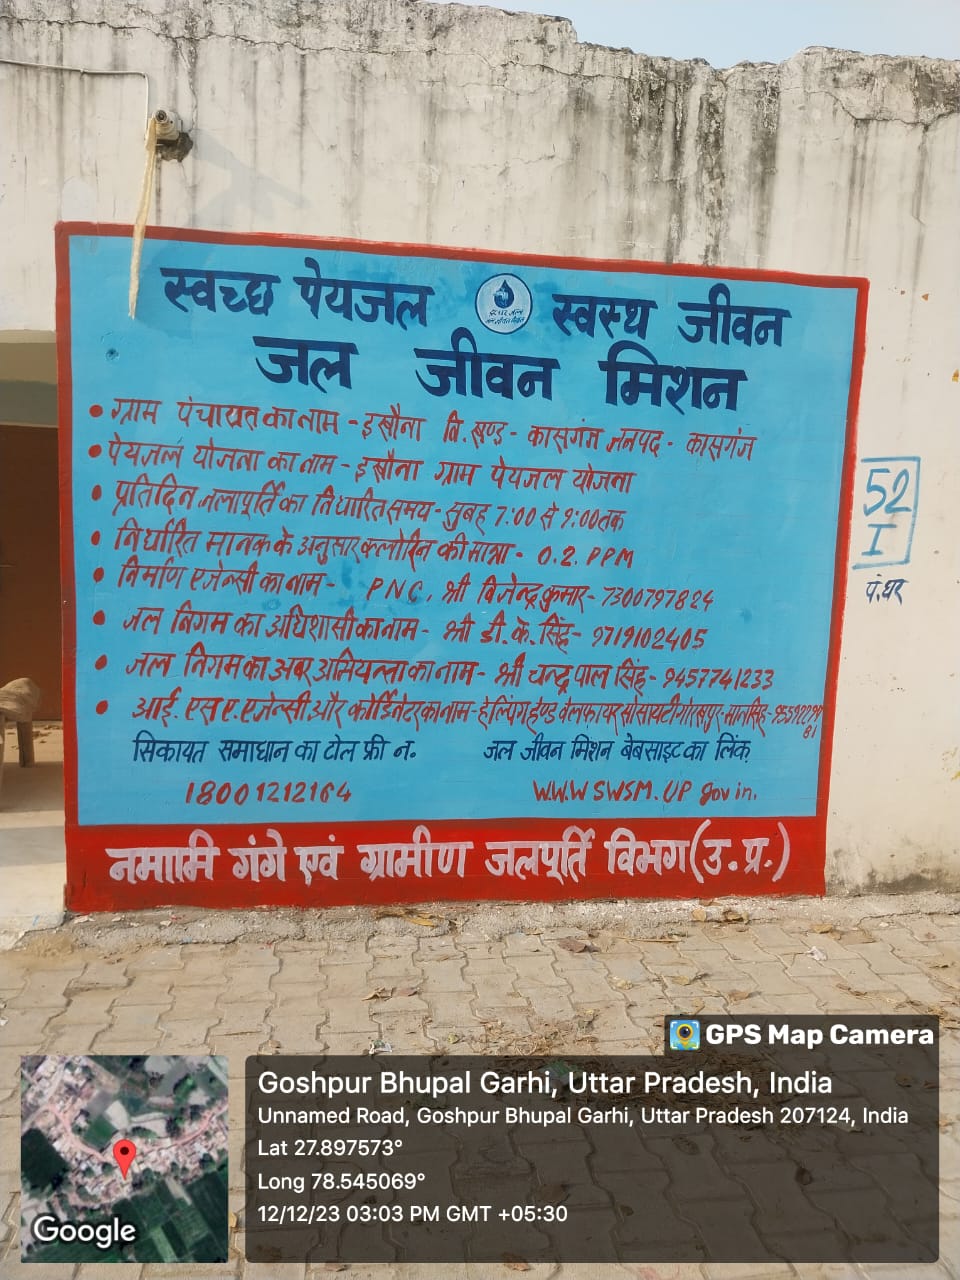 स्वच्छ पेयजल स्वस्थ जीवन
जल जीवन मिशन
• ग्राम पंचायत का नाम - इखौना वि. खण्ड - कासगंज जनपद - कासगंज
• पेयजल योजना का नाम - इखौना ग्राम पेयजल योजना
• प्रतिदिन जलापूर्ति का निर्धारित समय - सुबह 7:00 से 9:00 तक
• निर्धारित मानक के अनुसार क्लोरिन की मात्रा - 0.2 PPM
• निर्माण एजेन्सी का नाम - PNC, श्री विजेन्द्र कुमार - 7300797824
• जल निगम का अधिशासी का नाम - श्री डी. के. सिंह - 9719102405
• जल निगम का अवर अभियन्ता का नाम - श्री चन्द्र पाल सिंह - 9457741233
• आई. एस ए. एजेन्सी और कोर्डिनेटर का नाम - हेल्पिंग हेण्ड वेलफायर सोसायटी गोरखपुर - मानसिंह -
सिकायत समाधान का टोल फ्री न. जल जीवन मिशन बेबसाइट का लिंक
18001212164 W.W.W SWSM. UP gov in.
नमामि गंगे एवं ग्रामीण जलपूर्ति विभग (उ. प्र.)
52
I
पं. घर
GPS Map Camera
Goshpur Bhupal Garhi, Uttar Pradesh, India
Unnamed Road, Goshpur Bhupal Garhi, Uttar Pradesh 207124, India
Lat 27.897573°
Long 78.545069°
12/12/23 03:03 PM GMT +05:30
Google